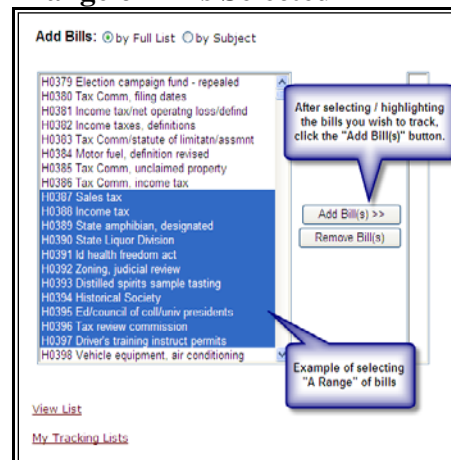 Add Bills: by Full List by Subject
H0379 Election campaign fund - repealed
H0380 Tax Comm, filing dates
H0381 Income tax/net operatng loss/defind
H0382 Income taxes, definitions
H0383 Tax Comm/statute of limitatn/assmnt
H0384 Motor fuel, definition revised
H0385 Tax Comm, unclaimed property
H0386 Tax Comm, income tax
H0387 Sales tax
H0388 Income tax
H0389 State amphibian, designated
H0390 State Liquor Division
H0391 Id health freedom act
H0392 Zoning, judicial review
H0393 Distilled spirits sample tasting
H0394 Historical Society
H0395 Ed/council of coll/univ presidents
H0396 Tax review commission
H0397 Driver's training instruct permits
H0398 Vehicle equipment, air conditioning
After selecting / highlighting
the bills you wish to track,
click the "Add Bill(s)" button.
Add Bill(s) >>
Remove Bill(s)
Example of selecting
"A Range" of bills
View List
My Tracking Lists